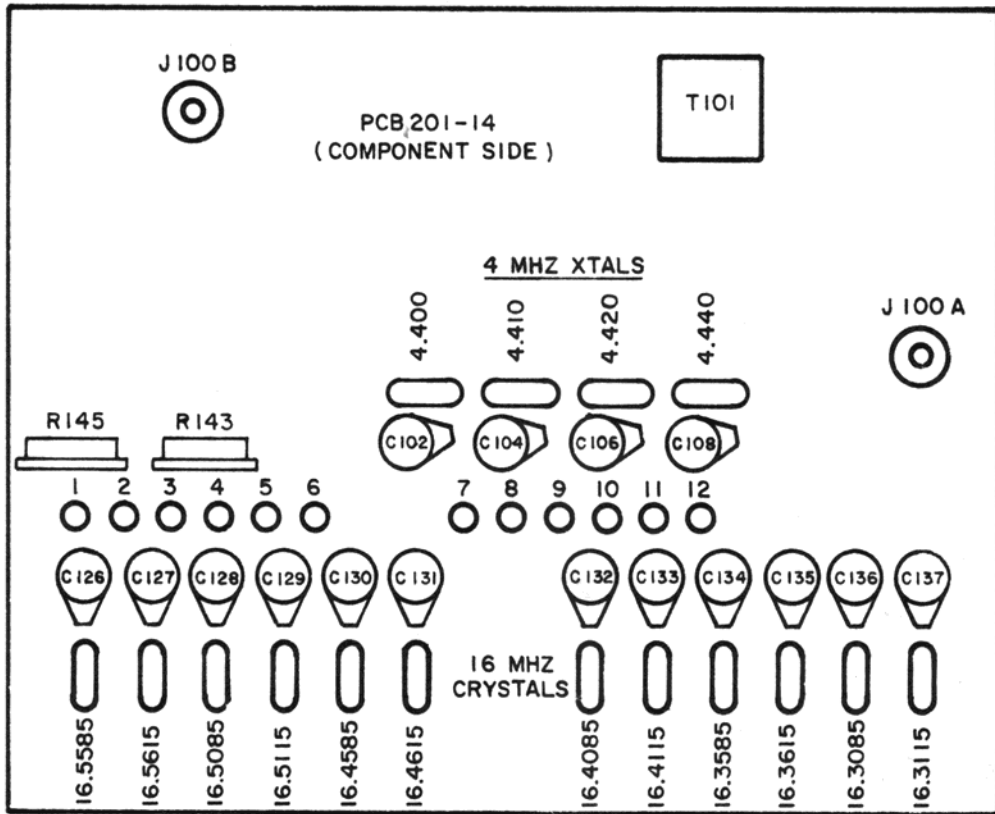 J 100 B
T101
PCB 201-14
( COMPONENT SIDE )
4 MHZ XTALS
4.400 4.410 4.420 4.440
J 100 A
R145 R143
C102 C104 C106 C108
1 2 3 4 5 6 7 8 9 10 11 12
C126 C127 C128 C129 C130 C131 C132 C133 C134 C135 C136 C137
16 MHZ
CRYSTALS
16.5585 16.5615 16.5085 16.5115 16.4585 16.4615 16.4085 16.4115 16.3585 16.3615 16.3085 16.3115